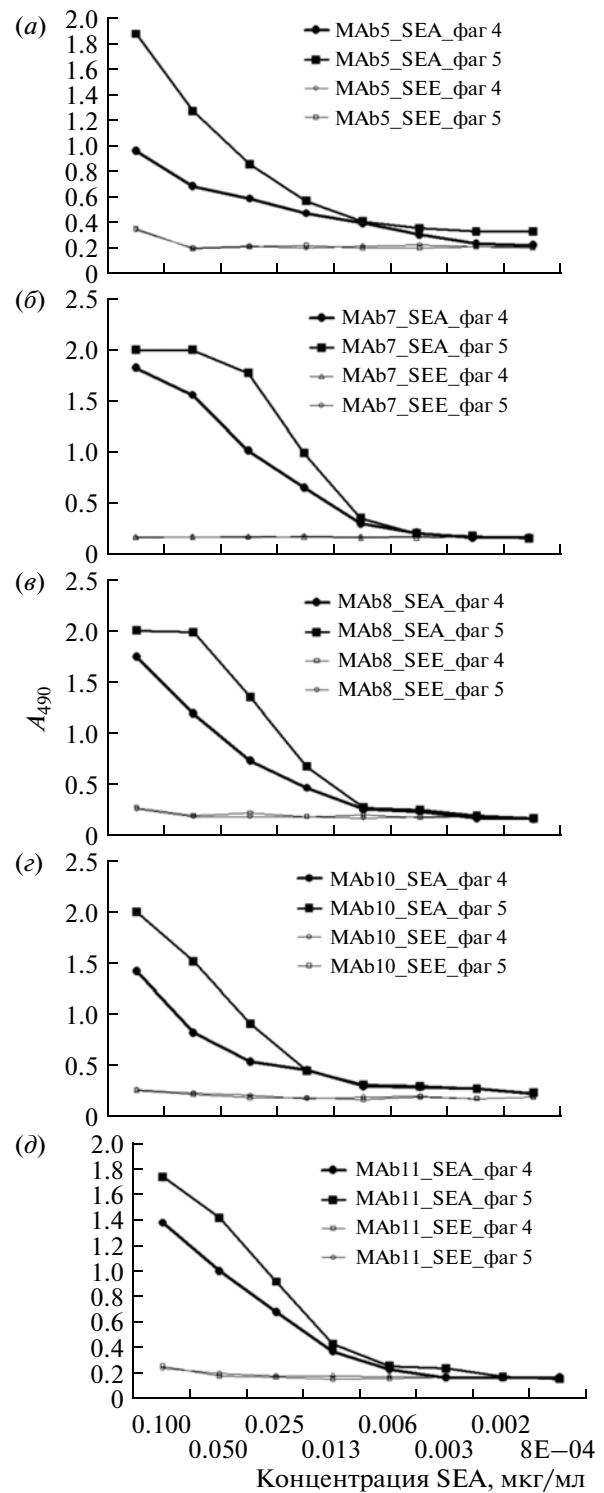 (а)
2.0
1.8
1.6
1.4
1.2
1.0
0.8
0.6
0.4
0.2
0
MAb5_SEA_фаг 4
MAb5_SEA_фаг 5
MAb5_SEE_фаг 4
MAb5_SEE_фаг 5
(б)
2.5
2.0
1.5
1.0
0.5
0
MAb7_SEA_фаг 4
MAb7_SEA_фаг 5
MAb7_SEE_фаг 4
MAb7_SEE_фаг 5
(в)
2.5
2.0
1.5
1.0
0.5
0
MAb8_SEA_фаг 4
MAb8_SEA_фаг 5
MAb8_SEE_фаг 4
MAb8_SEE_фаг 5
A490
(г)
2.5
2.0
1.5
1.0
0.5
0
MAb10_SEA_фаг 4
MAb10_SEA_фаг 5
MAb10_SEE_фаг 4
MAb10_SEE_фаг 5
(д)
2.0
1.8
1.6
1.4
1.2
1.0
0.8
0.6
0.4
0.2
0
MAb11_SEA_фаг 4
MAb11_SEA_фаг 5
MAb11_SEE_фаг 4
MAb11_SEE_фаг 5
0.100 0.025 0.006 0.002
0.050 0.013 0.003 8E−04
Концентрация SEA, мкг/мл